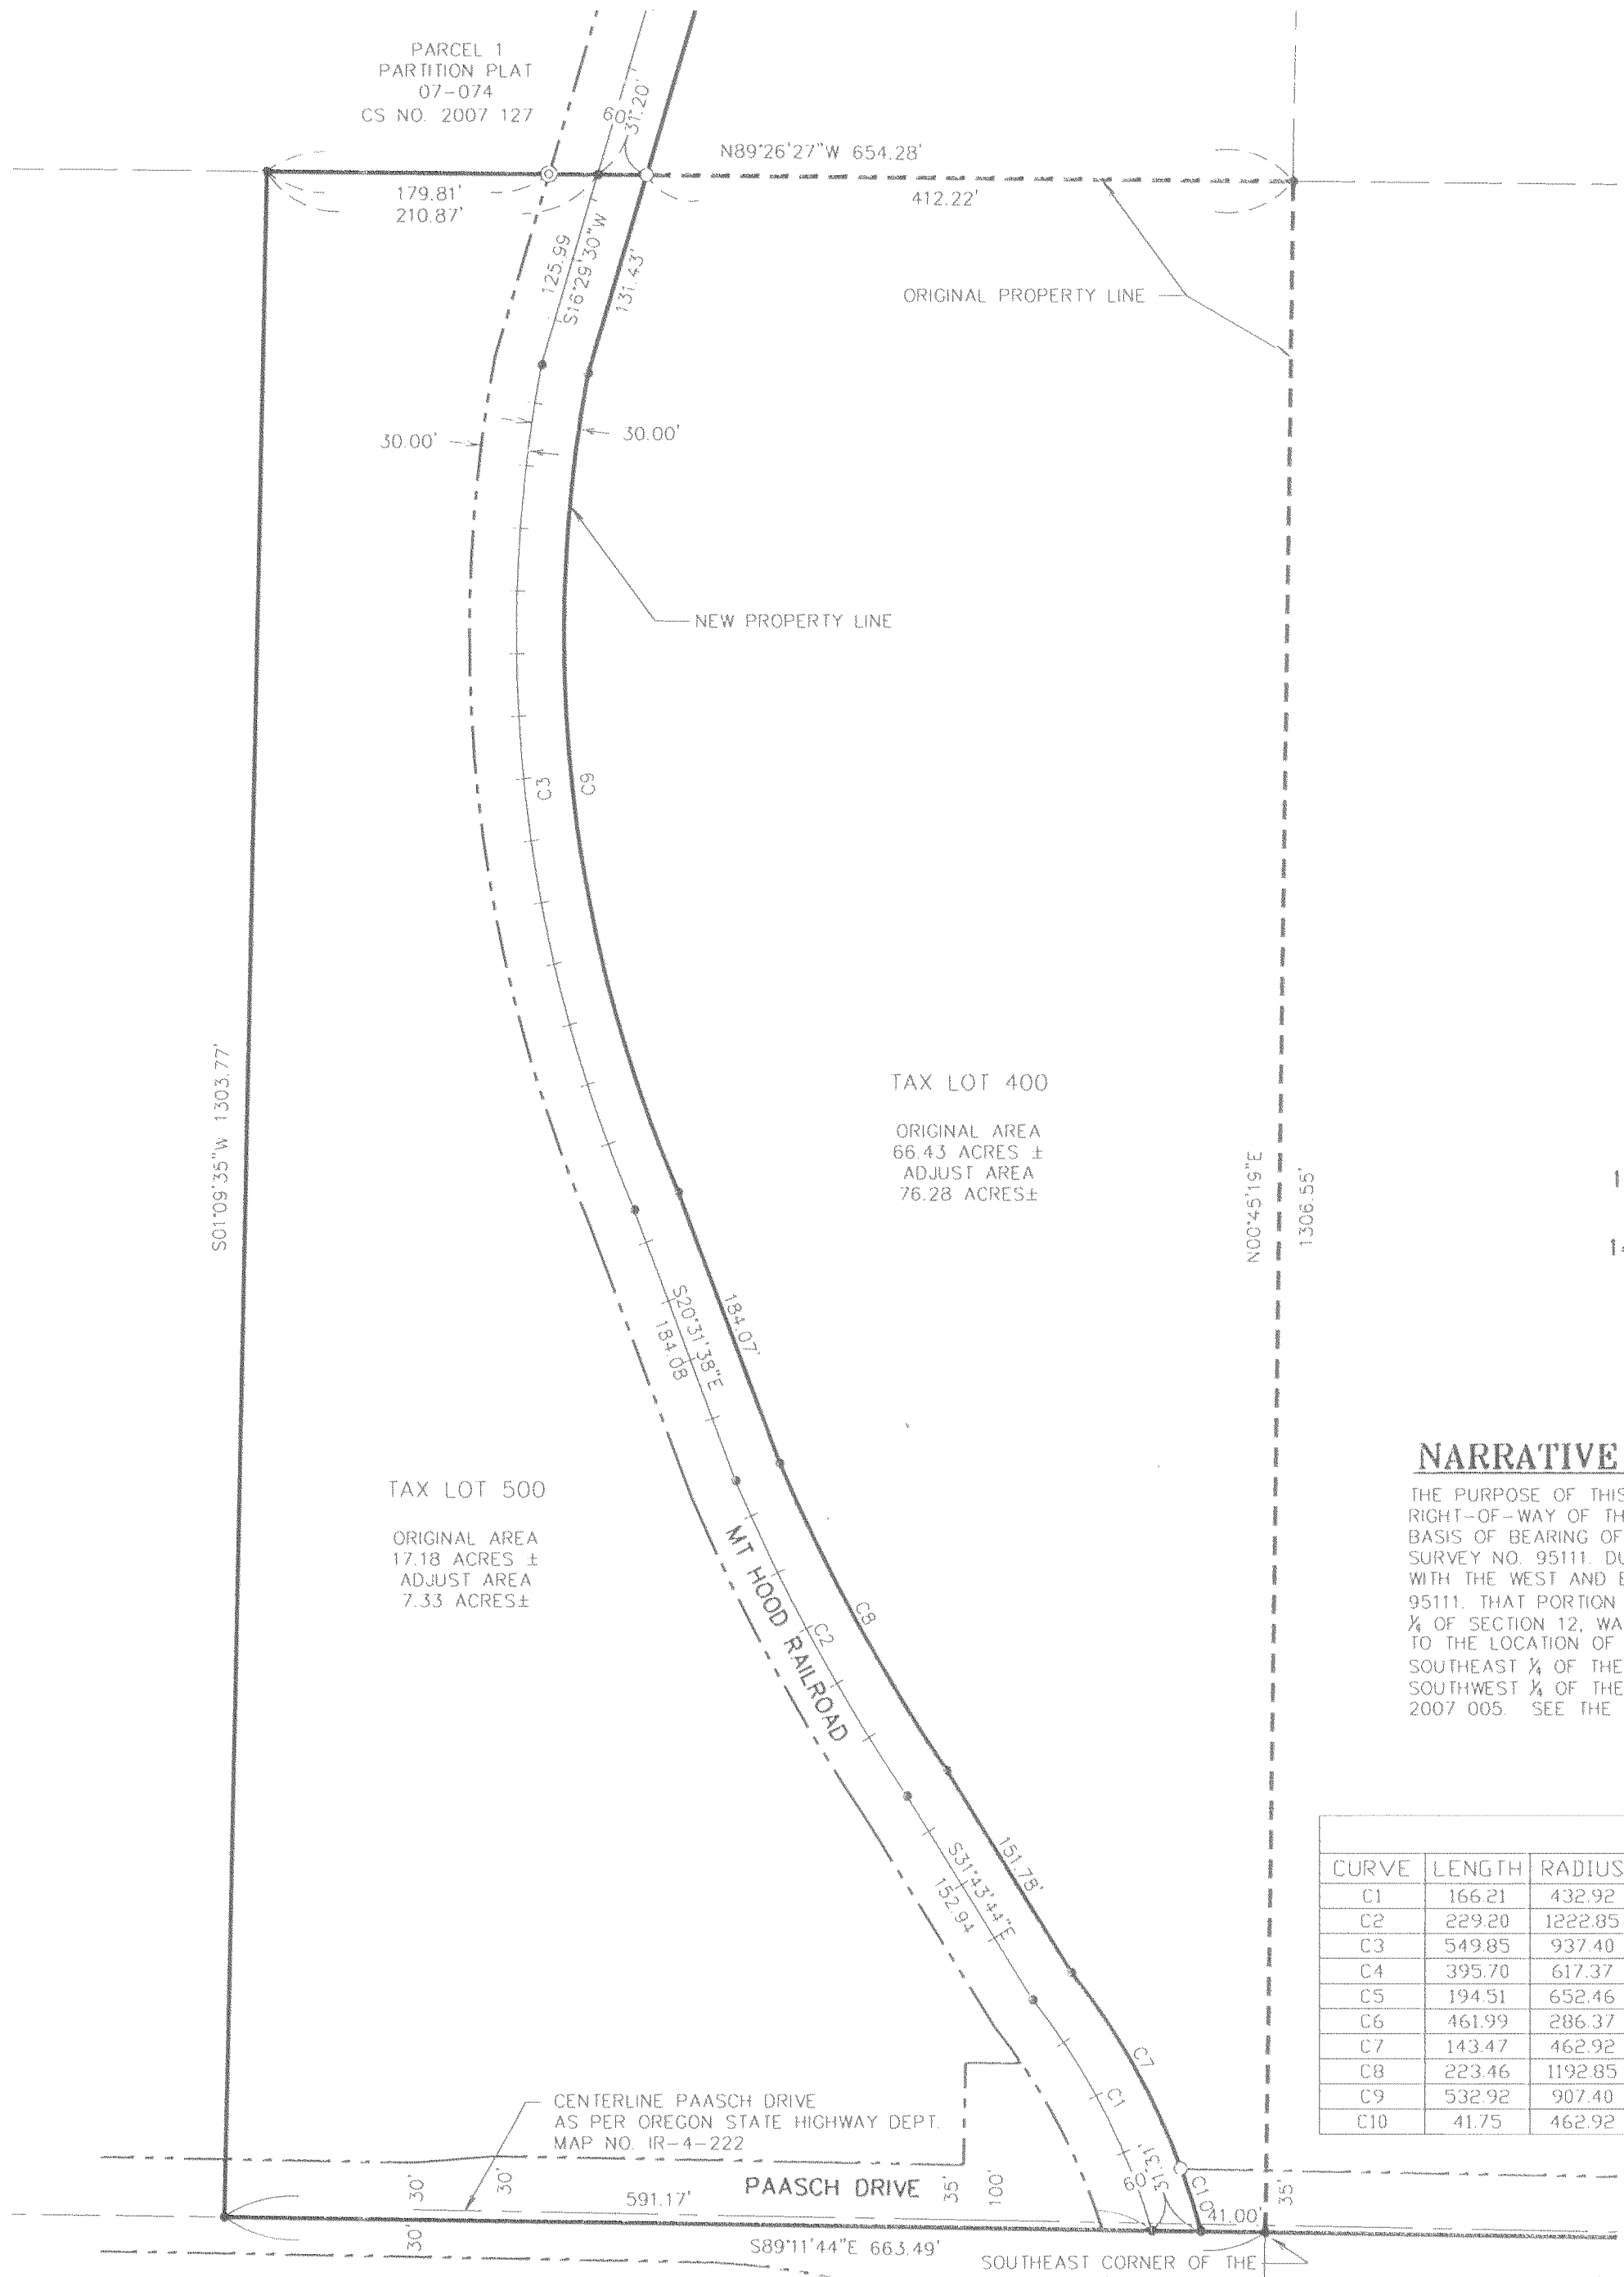 PARCEL 1
PARTITION PLAT
07-074
CS NO. 2007 127
60'
31.20'
N89°26'27"W 654.28'
179.81'
210.87'
412.22'
125.99
S16°29'30"W
131.43'
ORIGINAL PROPERTY LINE
30.00'
30.00'
NEW PROPERTY LINE
C3
C9
S01°09'35"W 1303.77'
TAX LOT 400
ORIGINAL AREA
66.43 ACRES ±
ADJUST AREA
76.28 ACRES±
N00°45'19"E
1306.55'
S20°31'38"E
184.08
184.07'
NARRATIVE
THE PURPOSE OF THIS
RIGHT-OF-WAY OF TH
BASIS OF BEARING OF
SURVEY NO. 95111. DU
WITH THE WEST AND E
95111. THAT PORTION
¼ OF SECTION 12, WA
TO THE LOCATION OF
SOUTHEAST ¼ OF THE
SOUTHWEST ¼ OF THE
2007 005. SEE THE
TAX LOT 500
ORIGINAL AREA
17.18 ACRES ±
ADJUST AREA
7.33 ACRES±
MT HOOD RAILROAD
C2
C8
S31°43'44"E
152.94
151.78'
CURVE LENGTH RADIUS
C1 166.21 432.92
C2 229.20 1222.85
C3 549.85 937.40
C4 395.70 617.37
C5 194.51 652.46
C6 461.99 286.37
C7 143.47 462.92
C8 223.46 1192.85
C9 532.92 907.40
C10 41.75 462.92
C7
C1
CENTERLINE PAASCH DRIVE
AS PER OREGON STATE HIGHWAY DEPT.
MAP NO. IR-4-222
60'
31.31'
C10
30'
30'
591.17'
PAASCH DRIVE
35'
100'
41.00'
35'
30'
S89°11'44"E 663.49'
SOUTHEAST CORNER OF THE